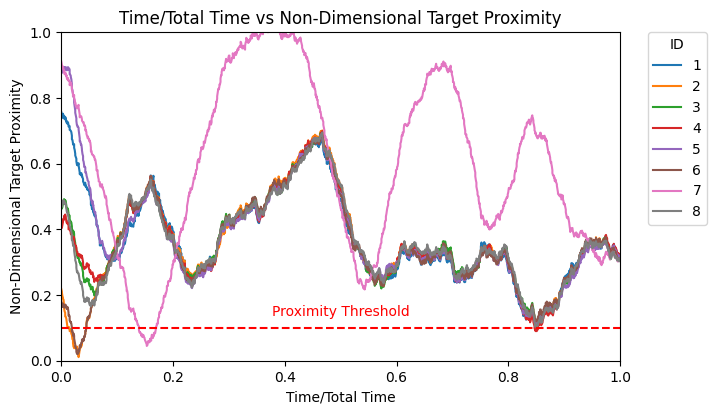 Time/Total Time vs Non-Dimensional Target Proximity
ID
1
2
3
4
5
6
7
8
Non-Dimensional Target Proximity
1.0
0.8
0.6
0.4
0.2
0.0
Proximity Threshold
0.0 0.2 0.4 0.6 0.8 1.0
Time/Total Time